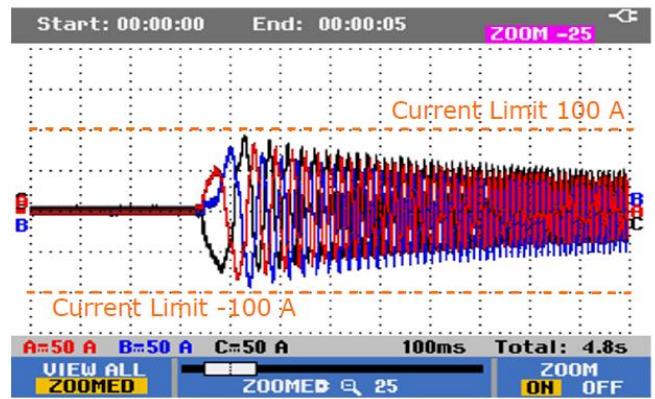 Start: 00:00:00 End: 00:00:05
ZOOM -25
Current Limit 100 A
B
B
A
C
Current Limit -100 A
A=50 A B=50 A C=50 A 100ms Total: 4.8s
VIEW ALL ZOOM
ZOOMED ZOOMED 25 ON OFF